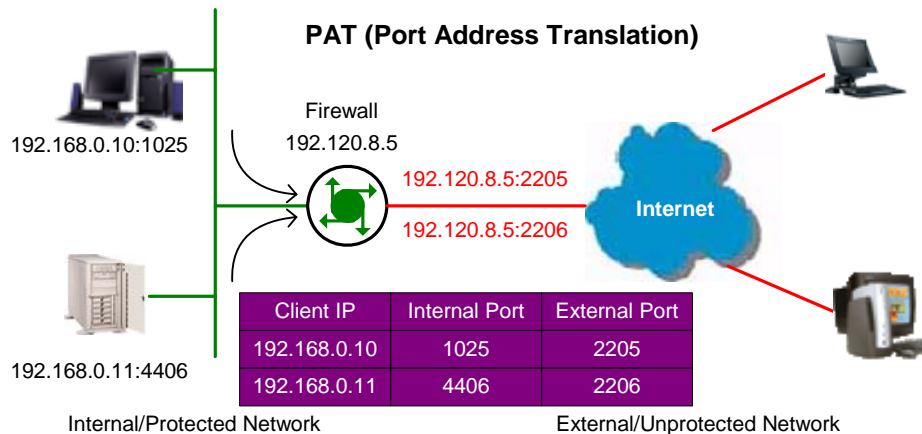 PAT (Port Address Translation)
192.168.0.10:1025
Firewall
192.120.8.5
192.120.8.5:2205
192.120.8.5:2206
Internet
192.168.0.11:4406
Client IP Internal Port External Port
192.168.0.10 1025 2205
192.168.0.11 4406 2206
Internal/Protected Network
External/Unprotected Network